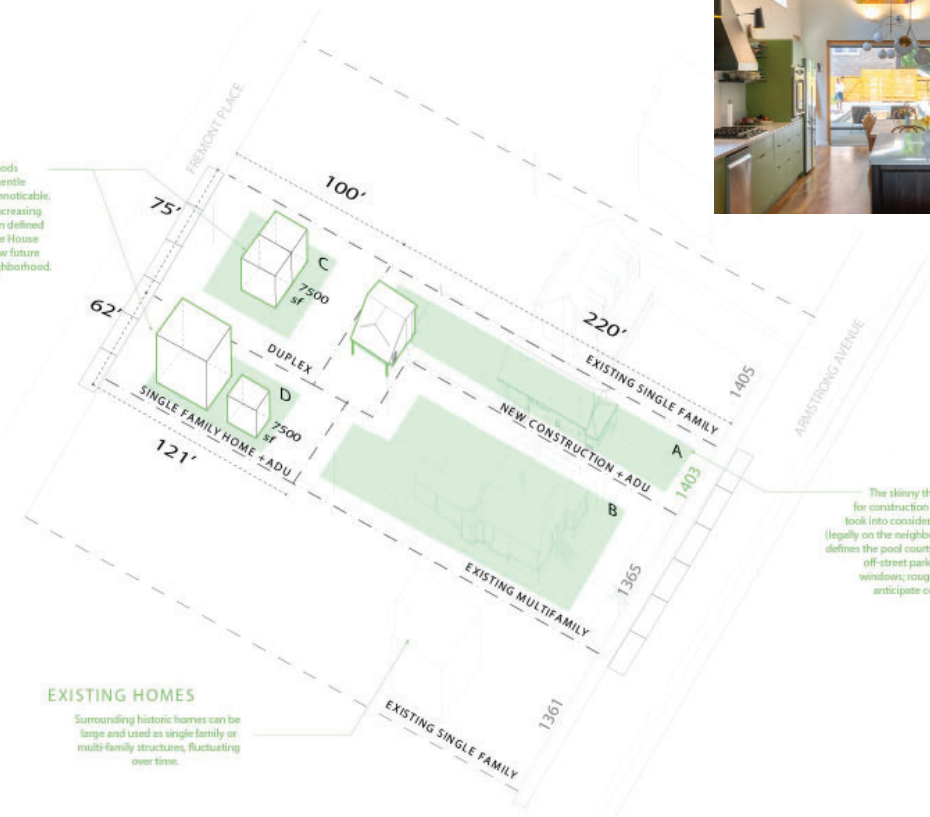 FREMONT PLACE
ods
entle
nnoticable.
creasing
n defined
e House
w future
hborhood.
75'
100'
62'
C
7500
sf
DUPLEX
D
7500
sf
SINGLE FAMILY HOME +ADU
121'
220'
EXISTING SINGLE FAMILY
1405
ARMSTRONG AVENUE
NEW CONSTRUCTION + ADU
A
1403
B
1365
EXISTING MULTIFAMILY
The skinny th
for construction
took into consider
(legally on the neighb
defines the pool court
off-street park
windows; roug
anticipate c
EXISTING HOMES
Surrounding historic homes can be
large and used as single family or
multi-family structures, fluctuating
over time.
1361
EXISTING SINGLE FAMILY